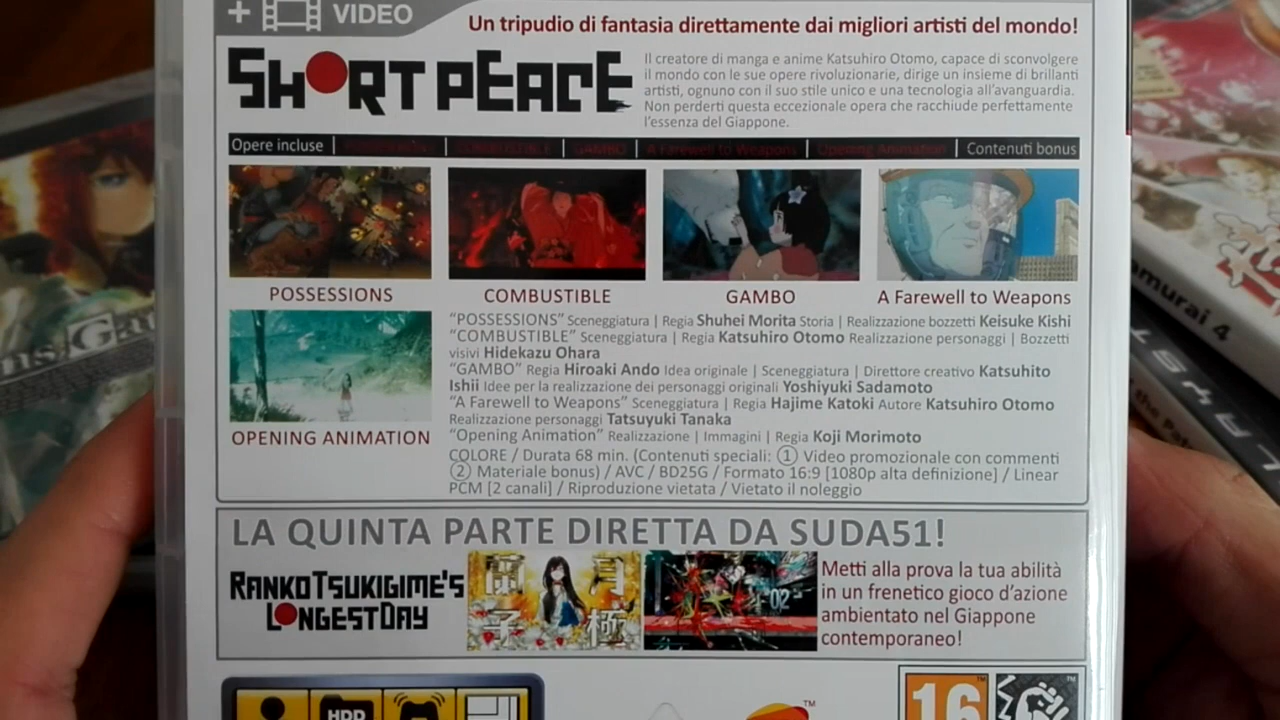 + VIDEO
Un tripudio di fantasia direttamente dai migliori artisti del mondo!
SHORT PEACE
Il creatore di manga e anime Katsuhiro Otomo, capace di sconvolgere
il mondo con le sue opere rivoluzionarie, dirige un insieme di brillanti
artisti, ognuno con il suo stile unico e una tecnologia all'avanguardia.
Non perderti questa eccezionale opera che racchiude perfettamente
l'essenza del Giappone.
Opere incluse | | COMBUSTIBLE | GAMBO | A Farewell to Weapons | Opening Animation | Contenuti bonus
POSSESSIONS
COMBUSTIBLE
GAMBO
A Farewell to Weapons
OPENING ANIMATION
"POSSESSIONS" Sceneggiatura | Regia Shuhei Morita Storia | Realizzazione bozzetti Keisuke Kishi
"COMBUSTIBLE" Sceneggiatura | Regia Katsuhiro Otomo Realizzazione personaggi | Bozzetti
visivi Hidekazu Ohara
"GAMBO" Regia Hiroaki Ando Idea originale | Sceneggiatura | Direttore creativo Katsuhito
Ishii Idee per la realizzazione dei personaggi originali Yoshiyuki Sadamoto
"A Farewell to Weapons" Sceneggiatura | Regia Hajime Katoki Autore Katsuhiro Otomo
Realizzazione personaggi Tatsuyuki Tanaka
"Opening Animation" Realizzazione | Immagini | Regia Koji Morimoto
COLORE / Durata 68 min. (Contenuti speciali: ① Video promozionale con commenti
② Materiale bonus) / AVC / BD25G / Formato 16:9 [1080p alta definizione] / Linear
PCM [2 canali] / Riproduzione vietata / Vietato il noleggio
LA QUINTA PARTE DIRETTA DA SUDA51!
RANKO TSUKIGIME'S
LONGEST DAY
月極
蘭子
02
Metti alla prova la tua abilità
in un frenetico gioco d'azione
ambientato nel Giappone
contemporaneo!
HDD
TM
16
amurai 4